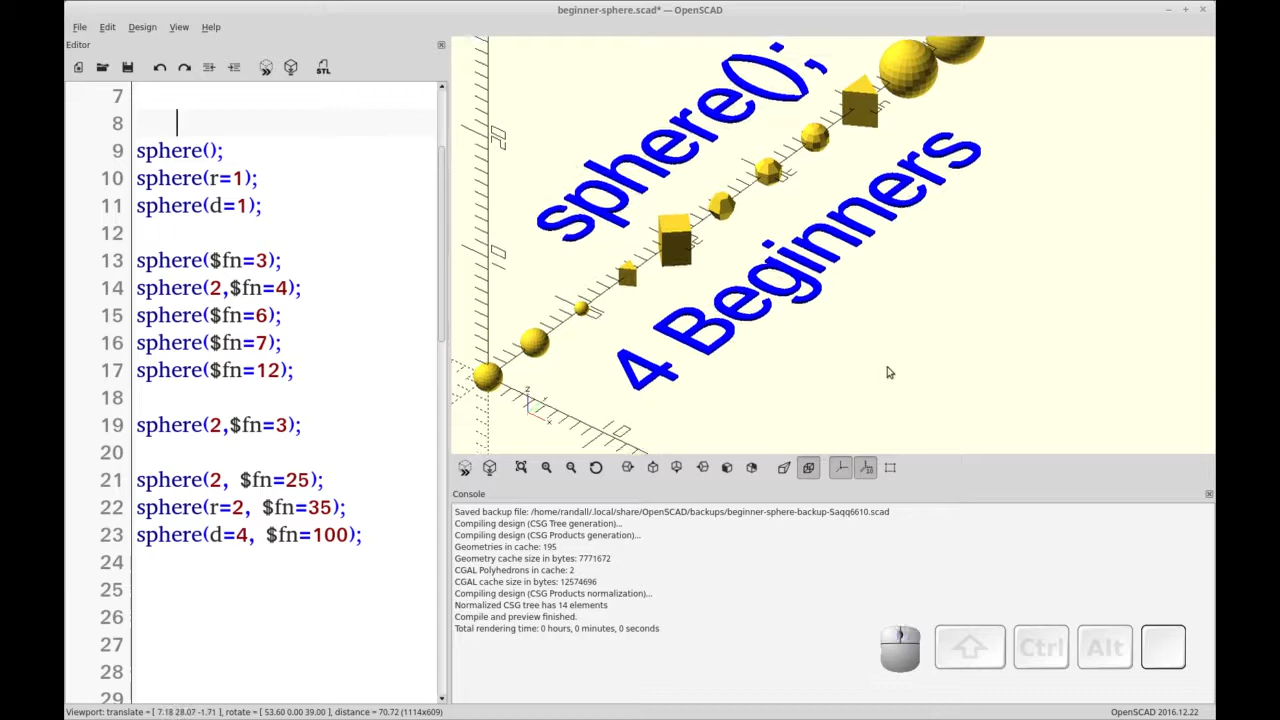 beginner-sphere.scad* — OpenSCAD
File Edit Design View Help
Editor
STL
7
8
9 sphere();
10 sphere(r=1);
11 sphere(d=1);
12
13 sphere($fn=3);
14 sphere(2,$fn=4);
15 sphere($fn=6);
16 sphere($fn=7);
17 sphere($fn=12);
18
19 sphere(2,$fn=3);
20
21 sphere(2, $fn=25);
22 sphere(r=2, $fn=35);
23 sphere(d=4, $fn=100);
24
25
26
27
28
29
sphere();
4 Beginners
Console
Saved backup file: /home/randall/.local/share/OpenSCAD/backups/beginner-sphere-backup-Saqq6610.scad
Compiling design (CSG Tree generation)...
Compiling design (CSG Products generation)...
Geometries in cache: 195
Geometry cache size in bytes: 7771672
CGAL Polyhedrons in cache: 2
CGAL cache size in bytes: 12574696
Compiling design (CSG Products normalization)...
Normalized CSG tree has 14 elements
Compile and preview finished.
Total rendering time: 0 hours, 0 minutes, 0 seconds
Ctrl
Alt
Viewport: translate = [ 7.18 28.07 -1.71 ], rotate = [ 53.60 0.00 39.00 ], distance = 70.72 (1114x609)
OpenSCAD 2016.12.22